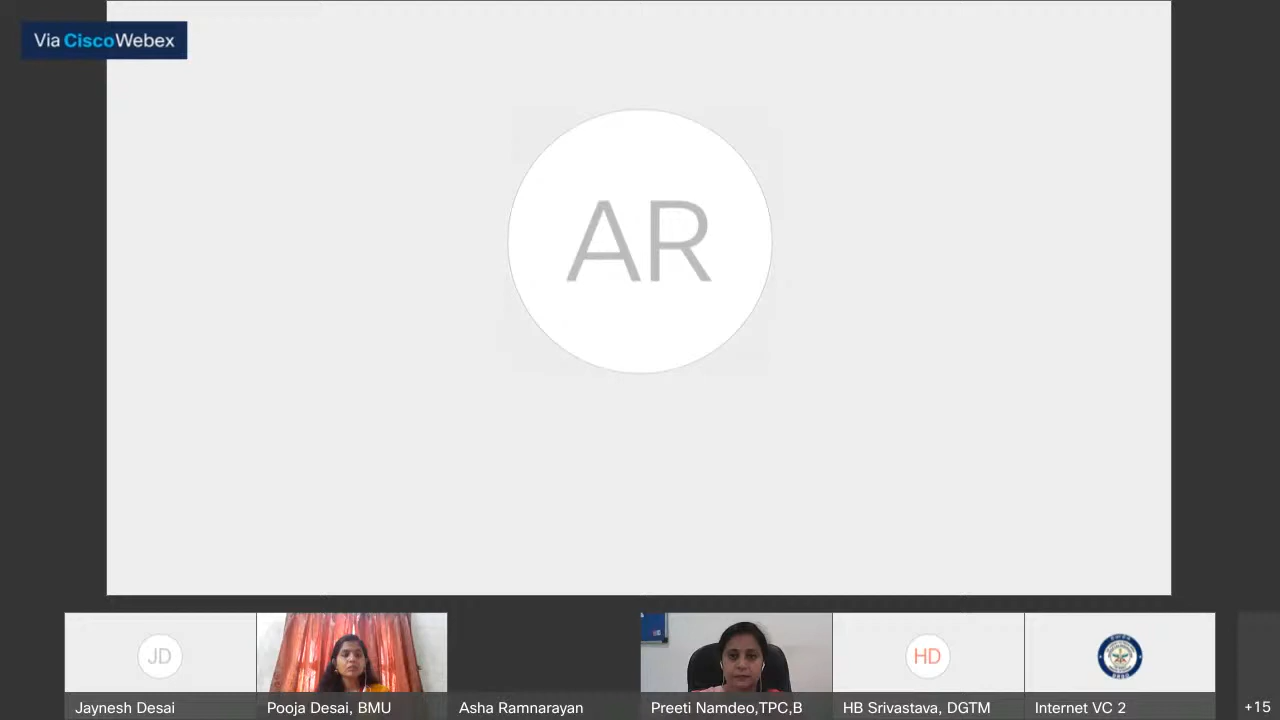 Via CiscoWebex
AR
JD
HD
Jaynesh Desai
Pooja Desai, BMU
Asha Ramnarayan
Preeti Namdeo,TPC,B
HB Srivastava, DGTM
Internet VC 2
+15